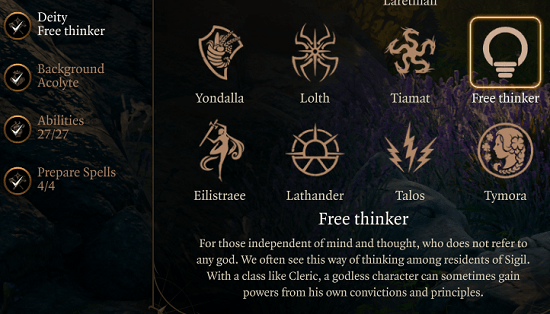 Laretmian
Deity
Free thinker
Background
Acolyte
Abilities
27/27
Prepare Spells
4/4
Yondalla
Lolth
Tiamat
Free thinker
Eilistraee
Lathander
Talos
Tymora
Free thinker
For those independent of mind and thought, who does not refer to
any god. We often see this way of thinking among residents of Sigil.
With a class like Cleric, a godless character can sometimes gain
powers from his own convictions and principles.